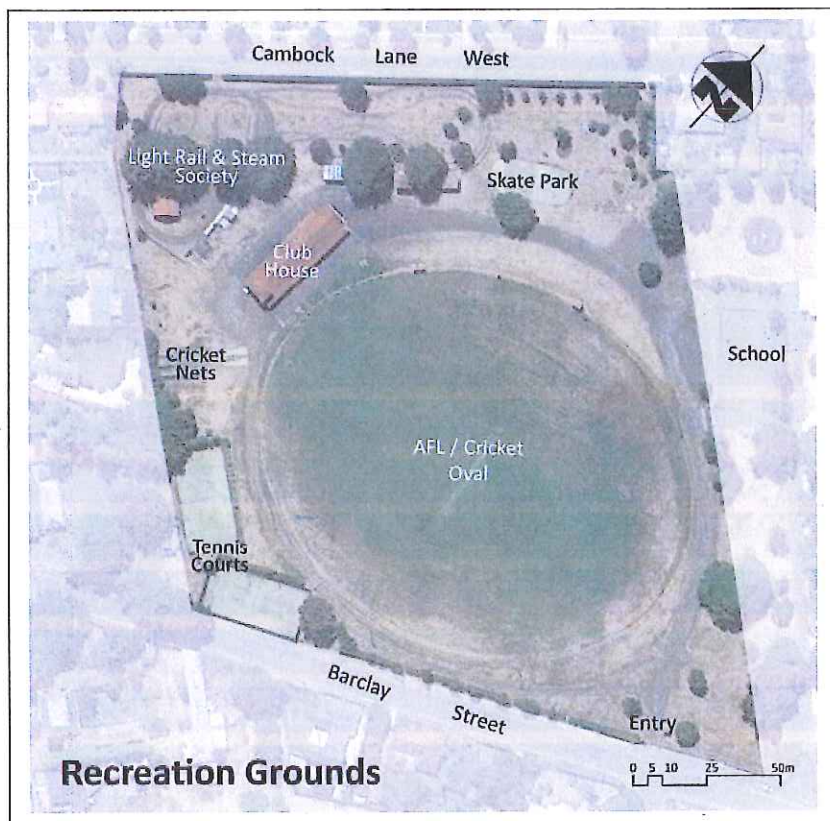 Cambock Lane West
Light Rail & Steam
Society
Skate Park
Club
House
Cricket
Nets
School
AFL / Cricket
Oval
Tennis
Courts
Barclay
Street
Entry
Recreation Grounds
0 5 10 25 50m
N